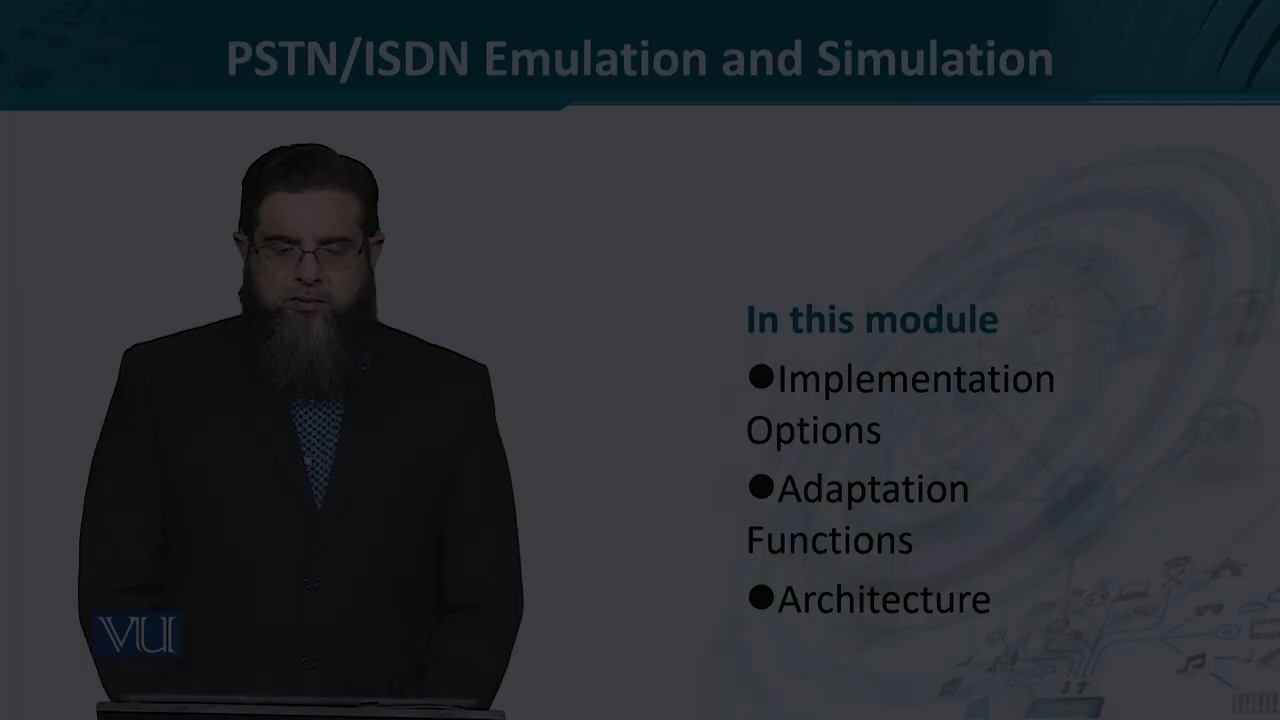 PSTN/ISDN Emulation and Simulation
In this module
●Implementation
Options
●Adaptation
Functions
●Architecture
VU